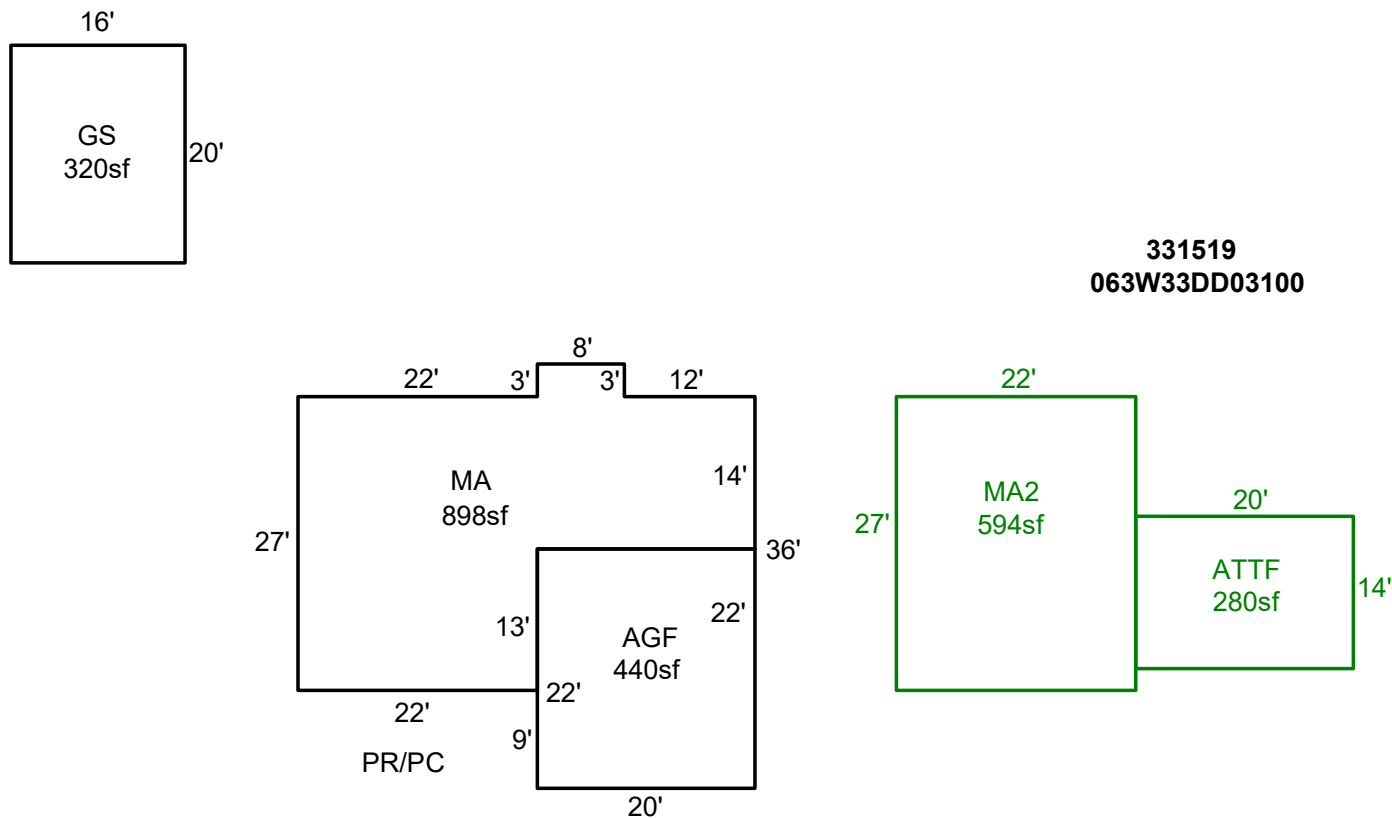 16'
GS
320sf
20'
331519
063W33DD03100
8'
22'
3'
3'
12'
MA
898sf
14'
27'
36'
13'
AGF
440sf
22'
22'
22'
9'
PR/PC
20'
22'
MA2
594sf
27'
20'
ATTF
280sf
14'